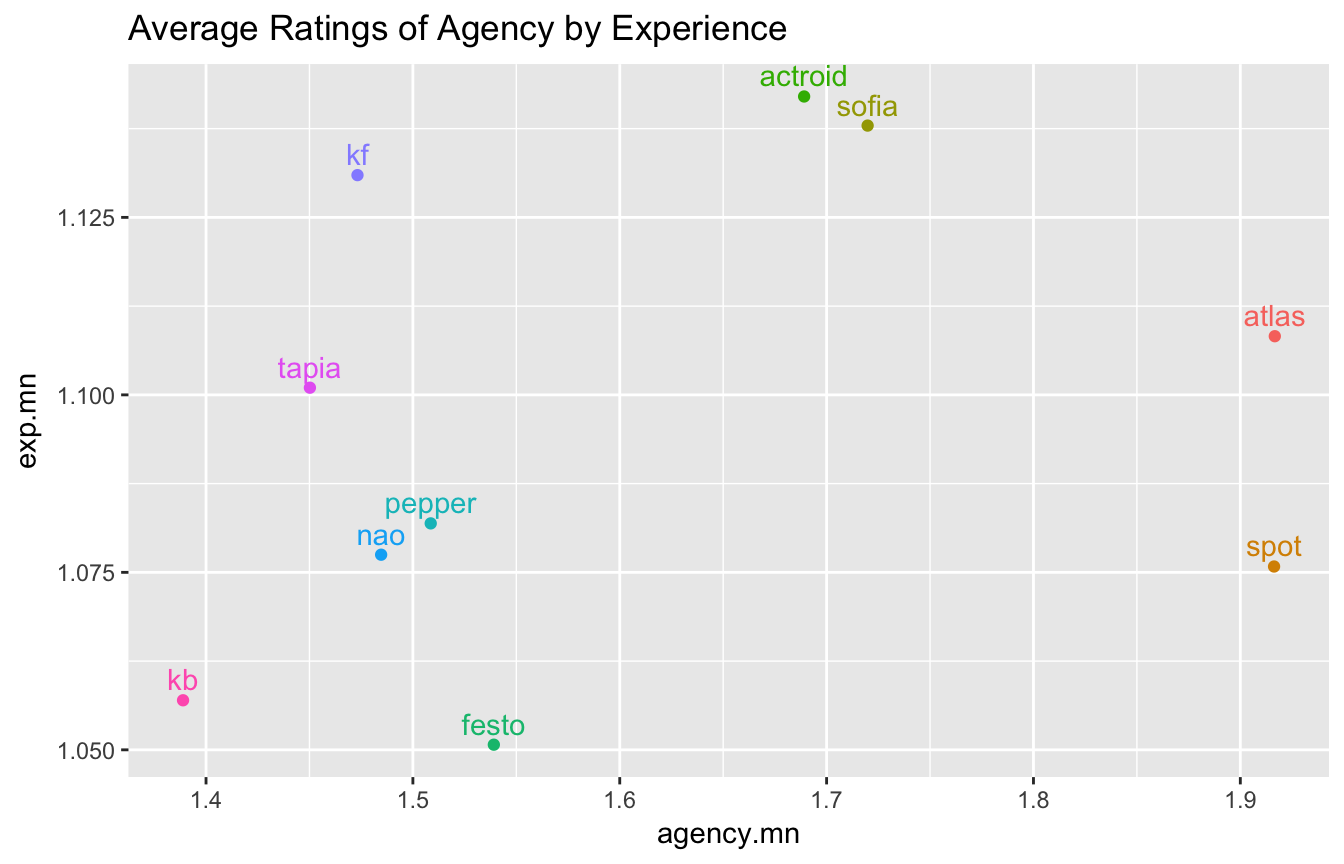 Average Ratings of Agency by Experience
actroid
sofia
kf
1.125
atlas
tapia
1.100
exp.mn
pepper
nao
spot
1.075
kb
festo
1.050
1.4 1.5 1.6 1.7 1.8 1.9
agency.mn